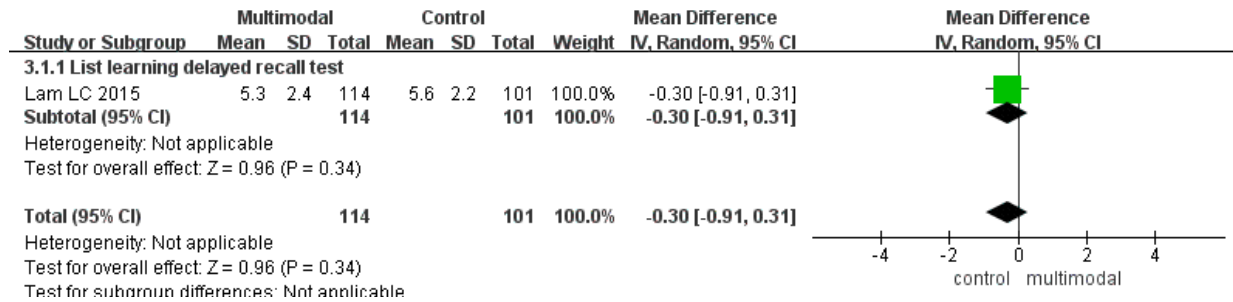 Multimodal Control Mean Difference Mean Difference
Study or Subgroup Mean SD Total Mean SD Total Weight IV, Random, 95% CI IV, Random, 95% CI
3.1.1 List learning delayed recall test
Lam LC 2015 5.3 2.4 114 5.6 2.2 101 100.0% -0.30 [-0.91, 0.31]
Subtotal (95% CI) 114 101 100.0% -0.30 [-0.91, 0.31]
Heterogeneity: Not applicable
Test for overall effect: Z = 0.96 (P = 0.34)
Total (95% CI) 114 101 100.0% -0.30 [-0.91, 0.31]
Heterogeneity: Not applicable
Test for overall effect: Z = 0.96 (P = 0.34)
Test for subgroup differences: Not applicable
-4 -2 0 2 4
control multimodal